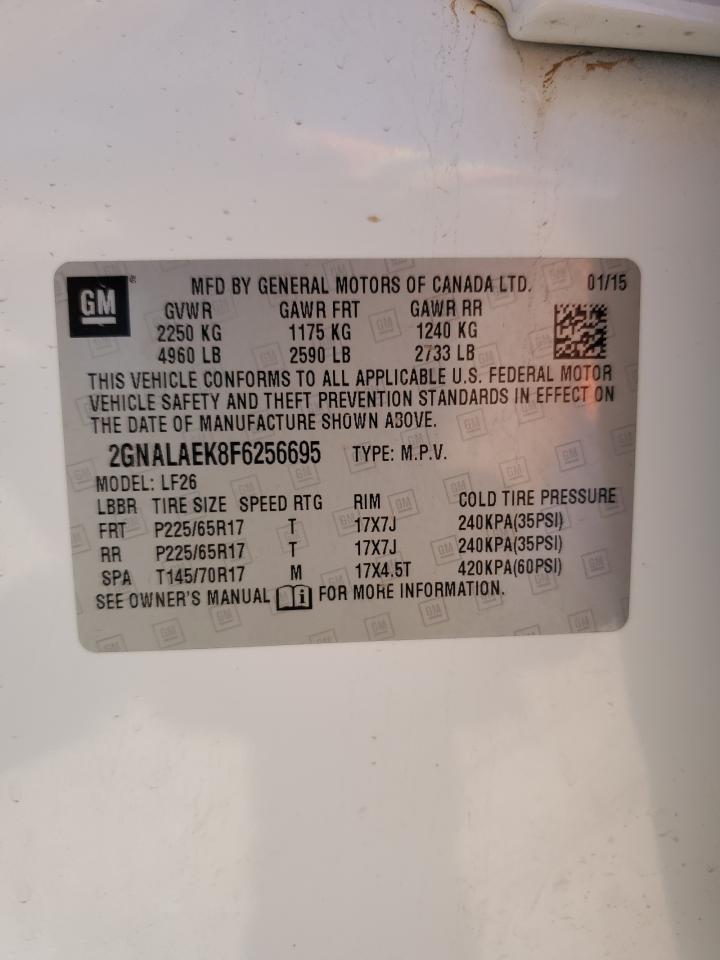 GM ® MFD BY GENERAL MOTORS OF CANADA LTD. 01/15
GVWR GAWR FRT GAWR RR
2250 KG 1175 KG 1240 KG
4960 LB 2590 LB 2733 LB
THIS VEHICLE CONFORMS TO ALL APPLICABLE U.S. FEDERAL MOTOR
VEHICLE SAFETY AND THEFT PREVENTION STANDARDS IN EFFECT ON
THE DATE OF MANUFACTURE SHOWN ABOVE.
2GNALAEK8F6256695 TYPE: M.P.V.
MODEL: LF26
LBBR TIRE SIZE SPEED RTG RIM COLD TIRE PRESSURE
FRT P225/65R17 T 17X7J 240KPA(35PSI)
RR P225/65R17 T 17X7J 240KPA(35PSI)
SPA T145/70R17 M 17X4.5T 420KPA(60PSI)
SEE OWNER'S MANUAL i FOR MORE INFORMATION.